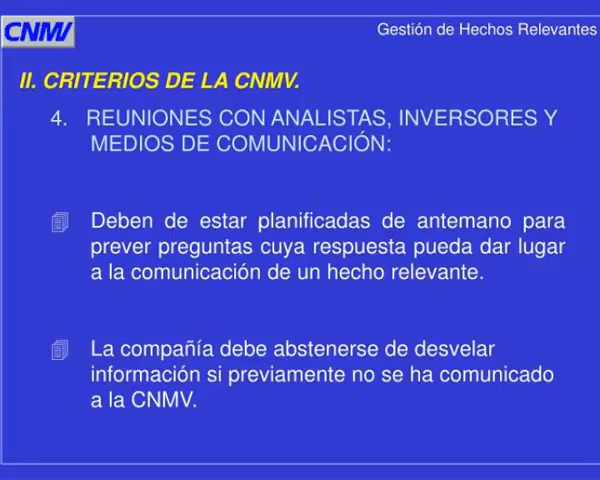 CNMV
Gestión de Hechos Relevantes
II. CRITERIOS DE LA CNMV.
4. REUNIONES CON ANALISTAS, INVERSORES Y
MEDIOS DE COMUNICACIÓN:
Deben de estar planificadas de antemano para
prever preguntas cuya respuesta pueda dar lugar
a la comunicación de un hecho relevante.
La compañía debe abstenerse de desvelar
información si previamente no se ha comunicado
a la CNMV.